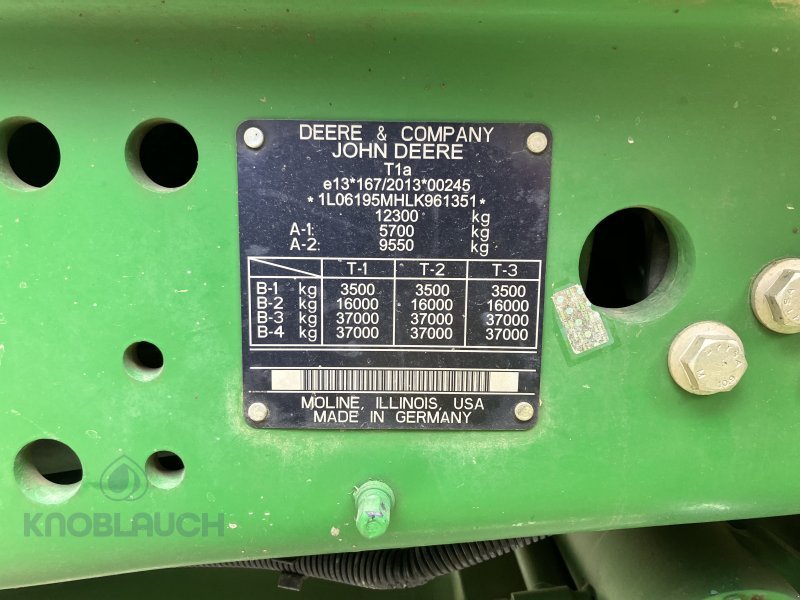 DEERE & COMPANY
JOHN DEERE
T1a
e13*167/2013*00245
*1L06195MHLK961351*
12300 kg
A-1: 5700 kg
A-2: 9550 kg
T-1 T-2 T-3
B-1 kg 3500 3500 3500
B-2 kg 16000 16000 16000
B-3 kg 37000 37000 37000
B-4 kg 37000 37000 37000
MOLINE, ILLINOIS, USA
MADE IN GERMANY
KNOBLAUCH